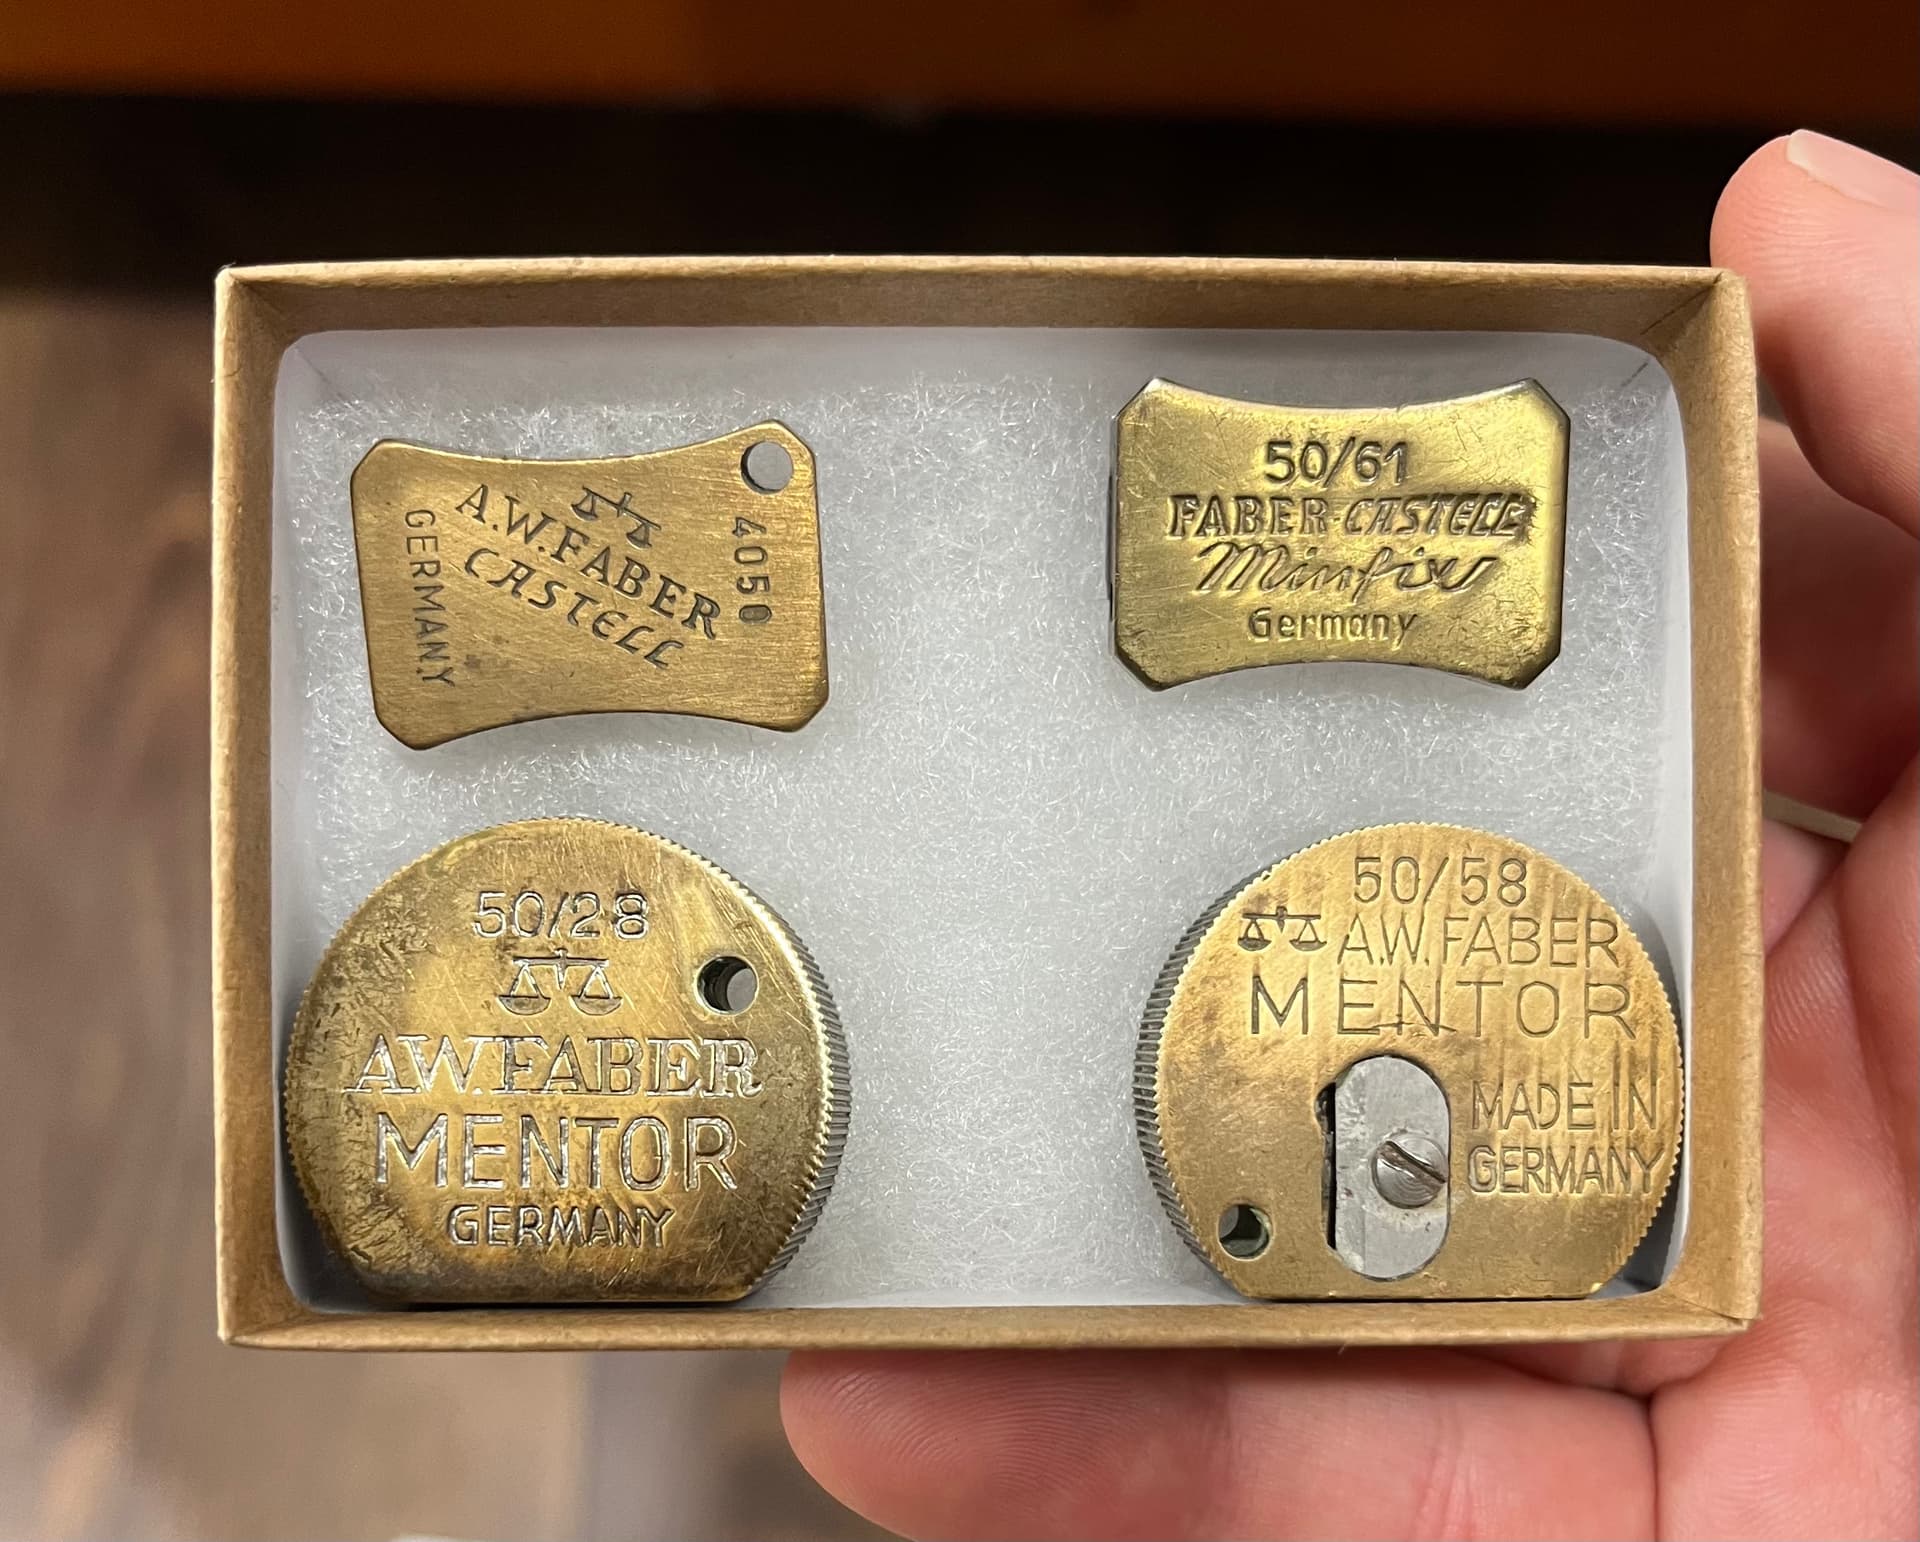 A.W.FABER
CASTELL
GERMANY
4050
50/61
FABER-CASTELL
Minfix
Germany
50/28
A.W.FABER
MENTOR
GERMANY
50/58
A.W.FABER
MENTOR
MADE IN
GERMANY